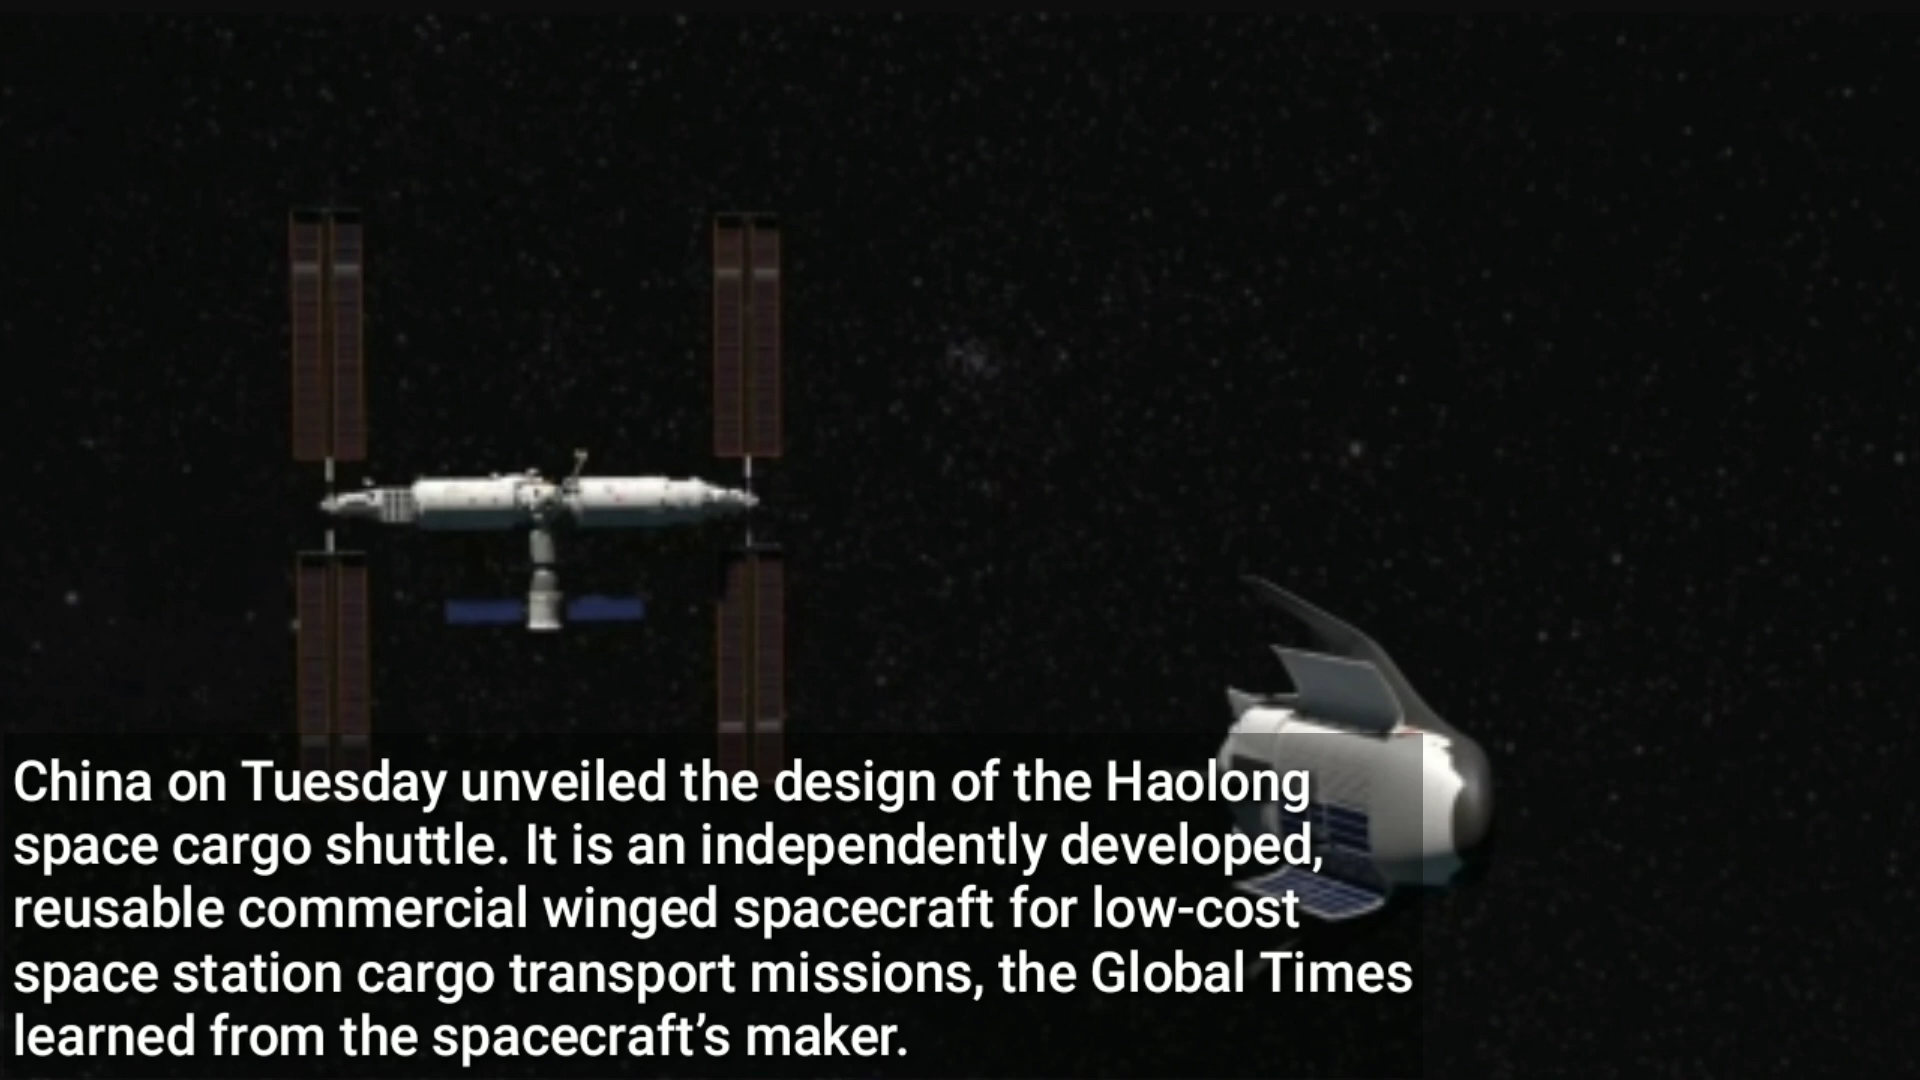 China on Tuesday unveiled the design of the Haolong
space cargo shuttle. It is an independently developed,
reusable commercial winged spacecraft for low-cost
space station cargo transport missions, the Global Times
learned from the spacecraft’s maker.